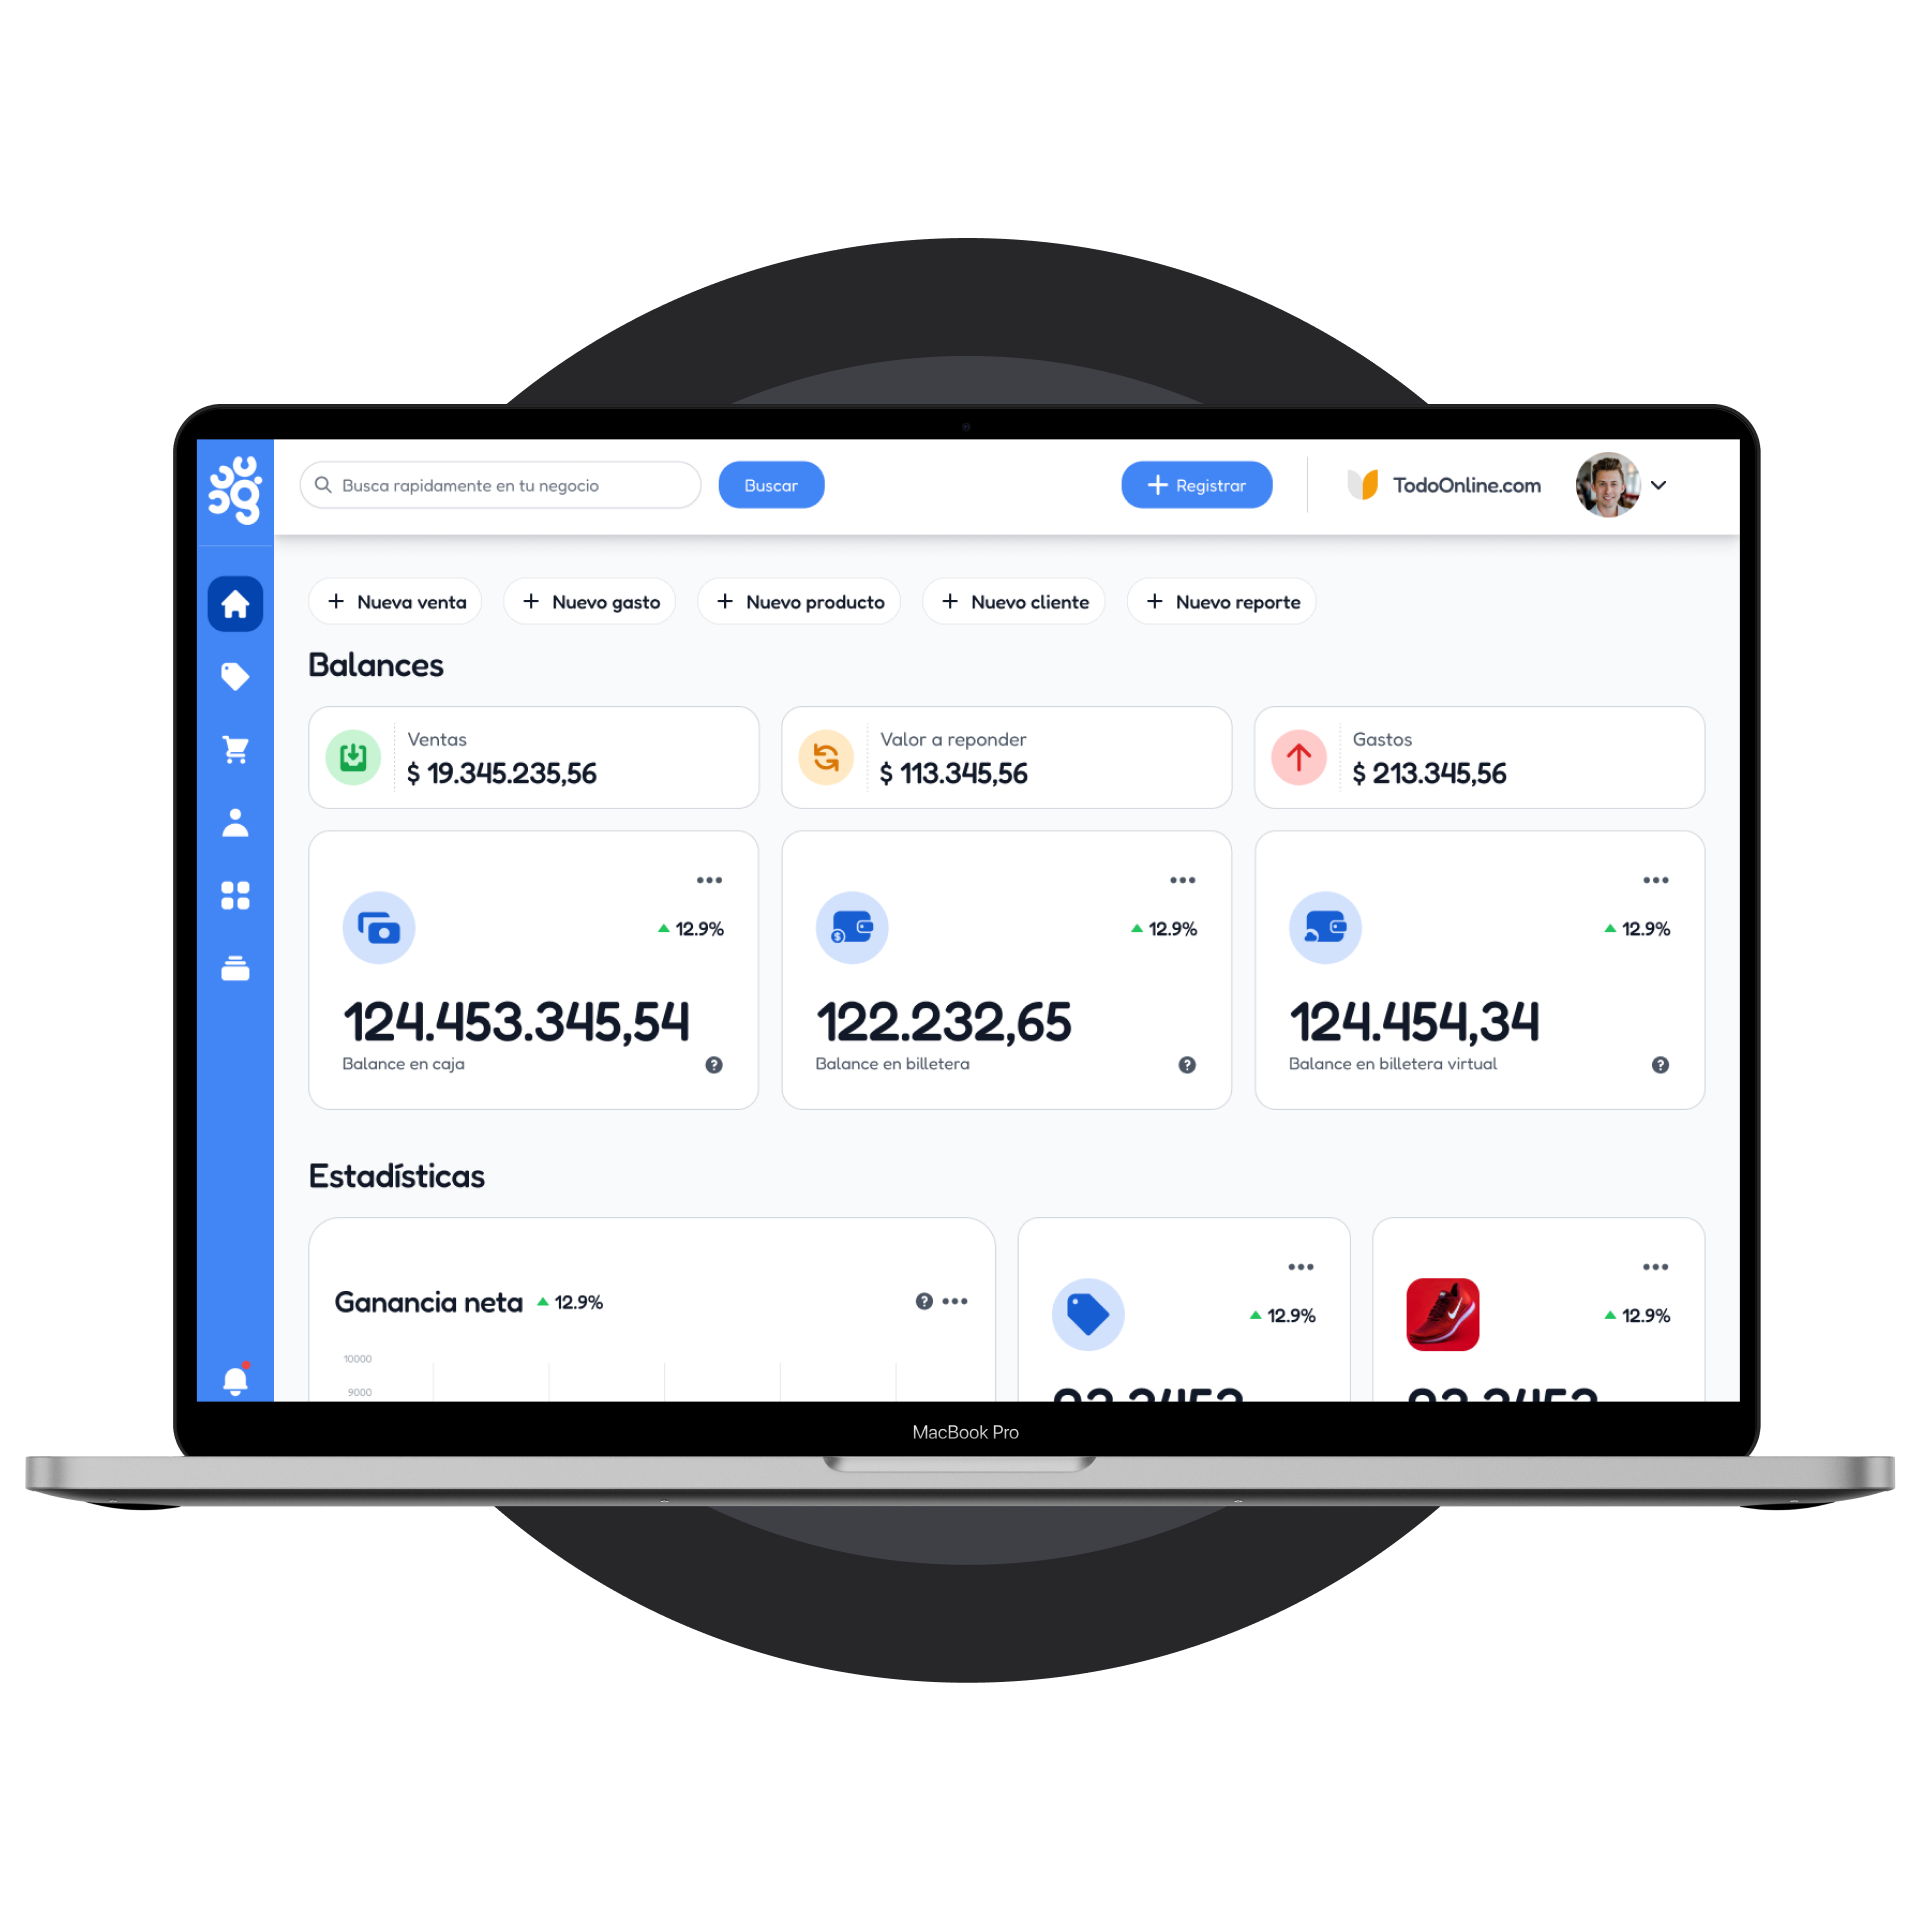 Busca rapidamente en tu negocio
Buscar
Registrar
TodoOnline.com
Nueva venta
Nuevo gasto
Nuevo producto
Nuevo cliente
Nuevo reporte
Balances
Ventas
$ 19.345.235,56
Valor a reponder
$ 113.345,56
Gastos
$ 213.345,56
12.9%
124.453.345,54
Balance en caja
12.9%
122.232,65
Balance en billetera
12.9%
124.454,34
Balance en billetera virtual
Estadísticas
Ganancia neta
12.9%
10000
9000
12.9%
12.9%
MacBook Pro